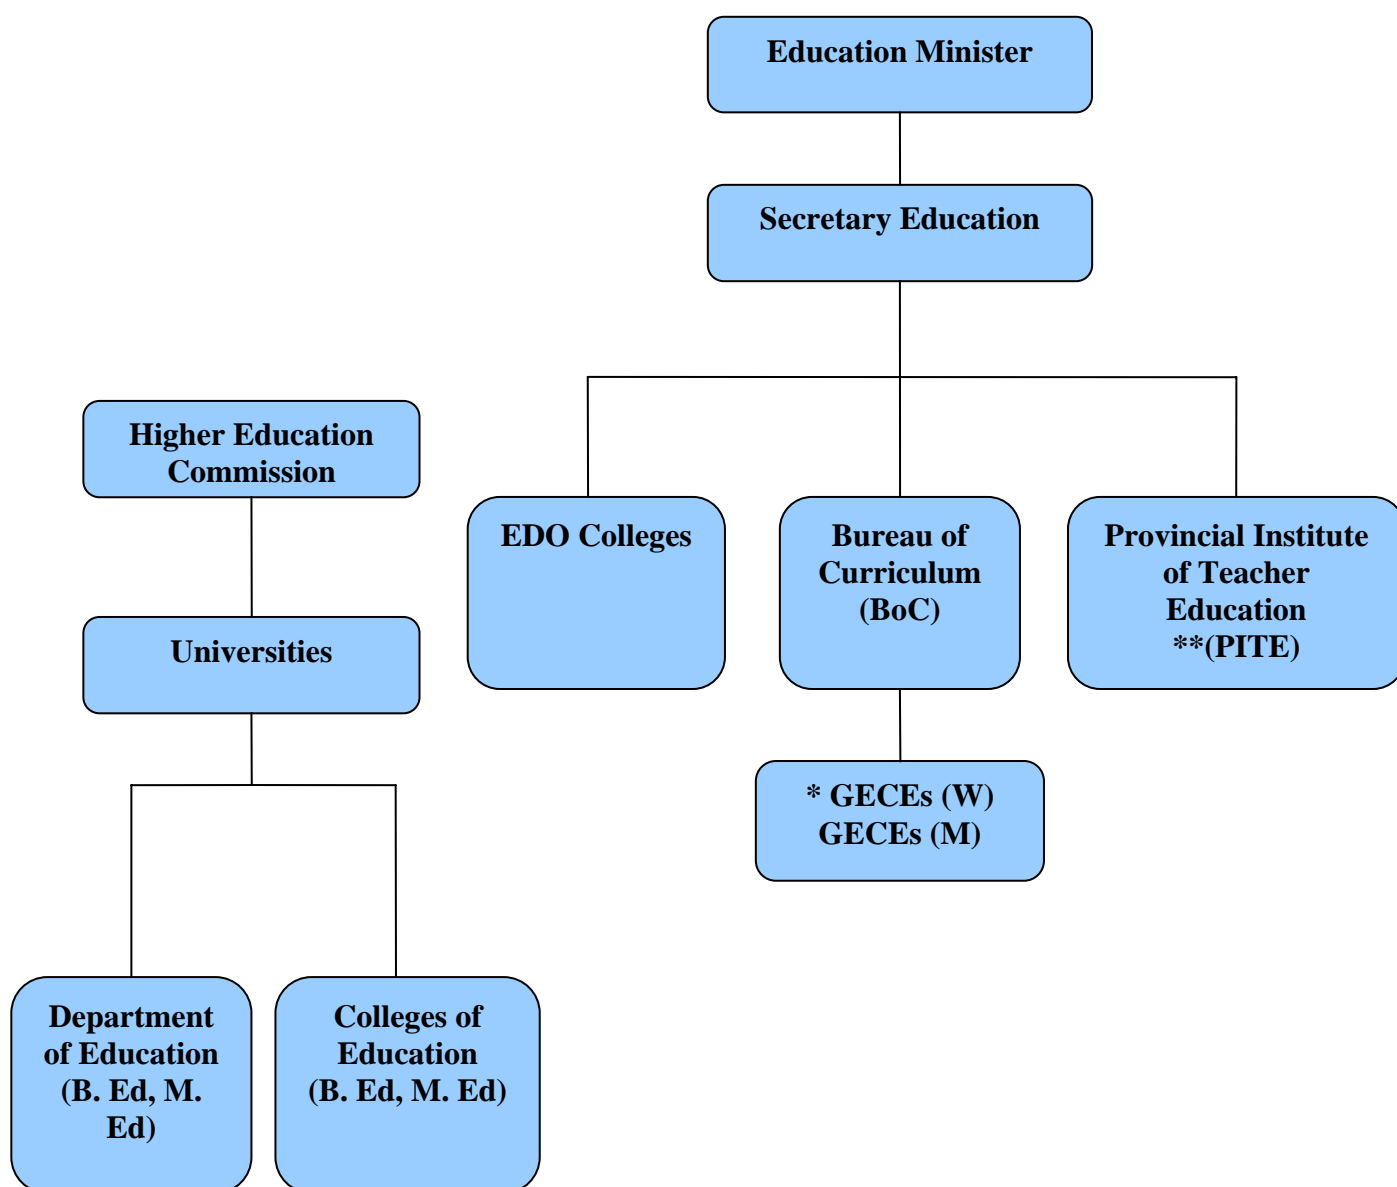 Education Minister
Secretary Education
Higher Education
Commission
EDO Colleges
Bureau of
Curriculum
(BoC)
Provincial Institute
of Teacher
Education
**(PITE)
Universities
* GECEs (W)
GECEs (M)
Department
of Education
(B. Ed, M.
Ed)
Colleges of
Education
(B. Ed, M. Ed)